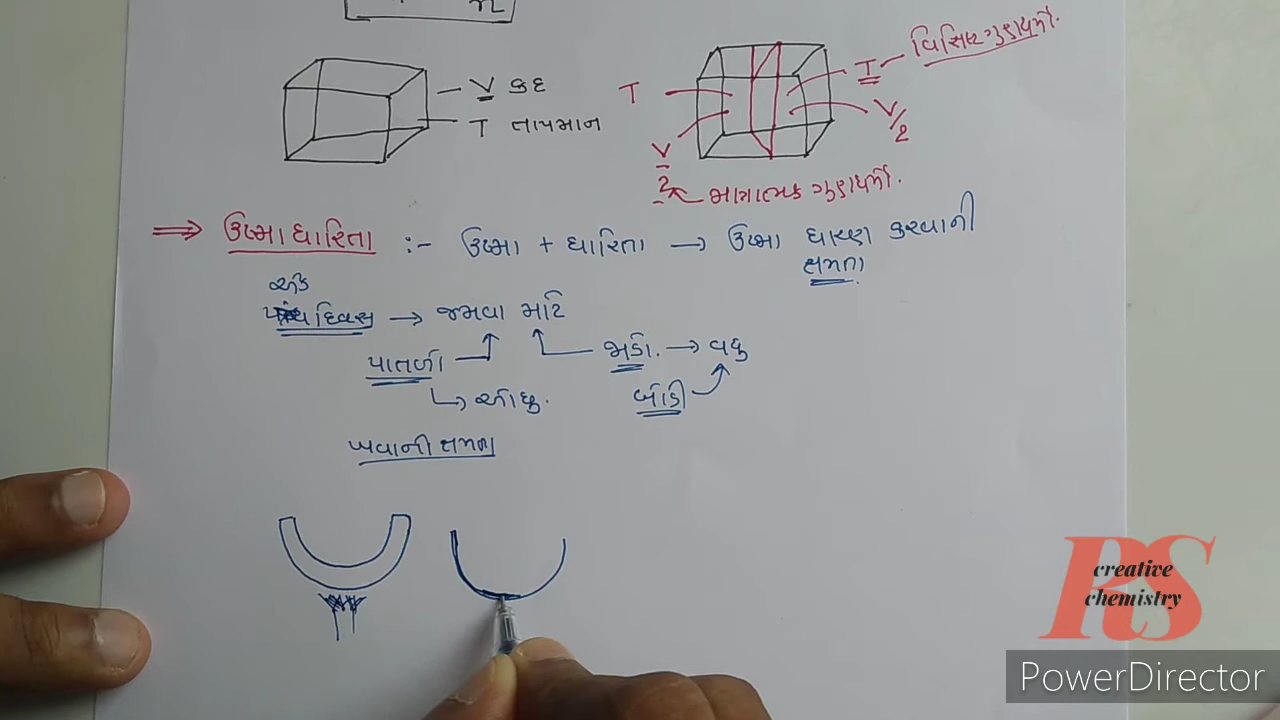 V કદ
T તાપમાન
T
V/2
T
વિશિષ્ટ ગુણધર્મો.
V/2
માત્રાત્મક ગુણધર્મો.
⇒ ઉષ્માધારિતા :- ઉષ્મા + ધારિતા → ઉષ્મા ધારણ કરવાની
ક્ષમતા
એક
દિવસ → જમવા માટે
પાતળી
જાડો. → વધુ
ઓછુ.
ખાવાની ક્ષમતા
RS
creative
chemistry
PowerDirector